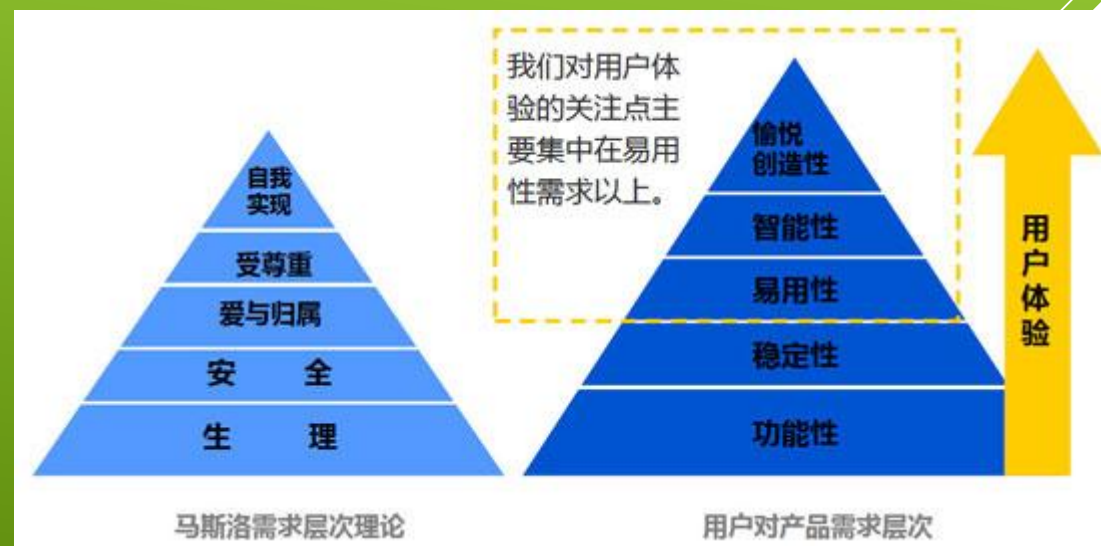 我们对用户体
验的关注点主
要集中在易用
性需求以上。
自我
实现
受尊重
爱与归属
安 全
生 理
马斯洛需求层次理论
愉悦
创造性
智能性
易用性
稳定性
功能性
用户对产品需求层次
用
户
体
验